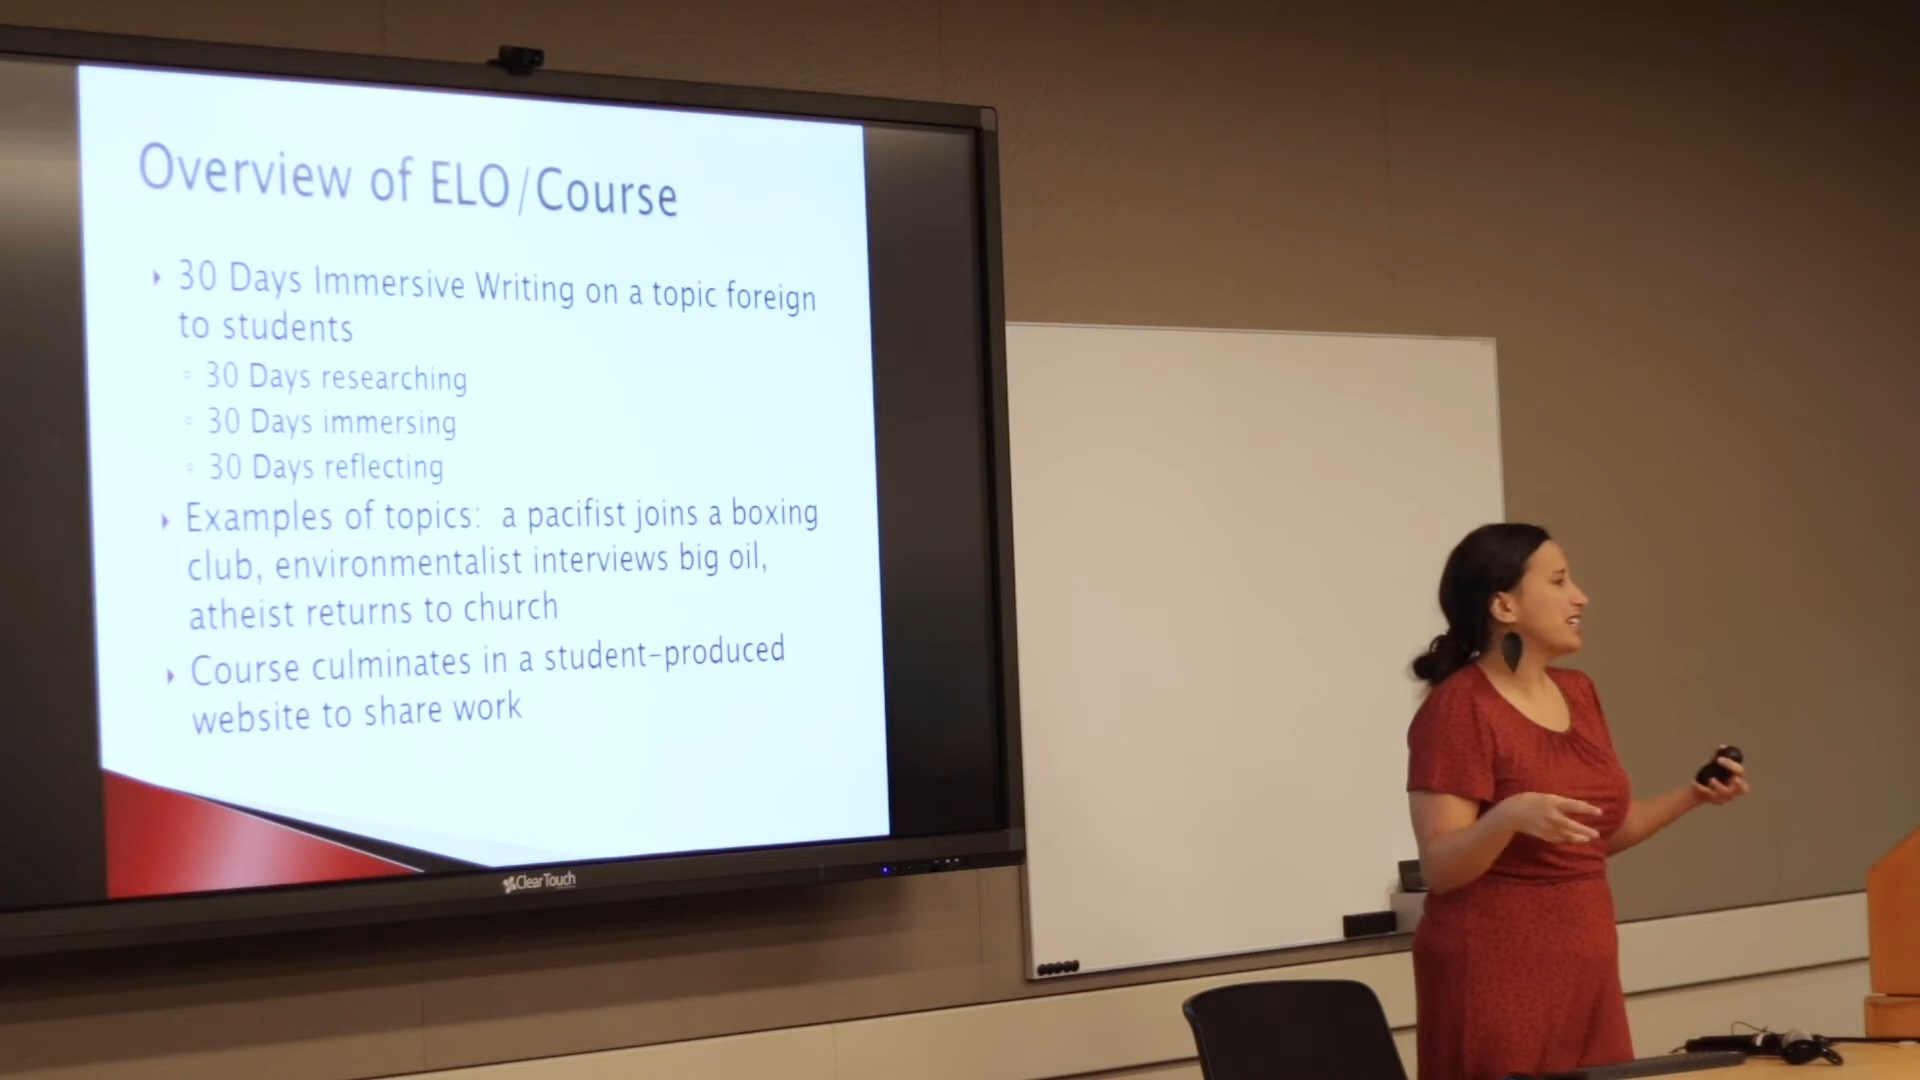 Overview of ELO/Course
30 Days Immersive Writing on a topic foreign
to students
30 Days researching
30 Days immersing
30 Days reflecting
Examples of topics: a pacifist joins a boxing
club, environmentalist interviews big oil,
atheist returns to church
Course culminates in a student-produced
website to share work
ClearTouch